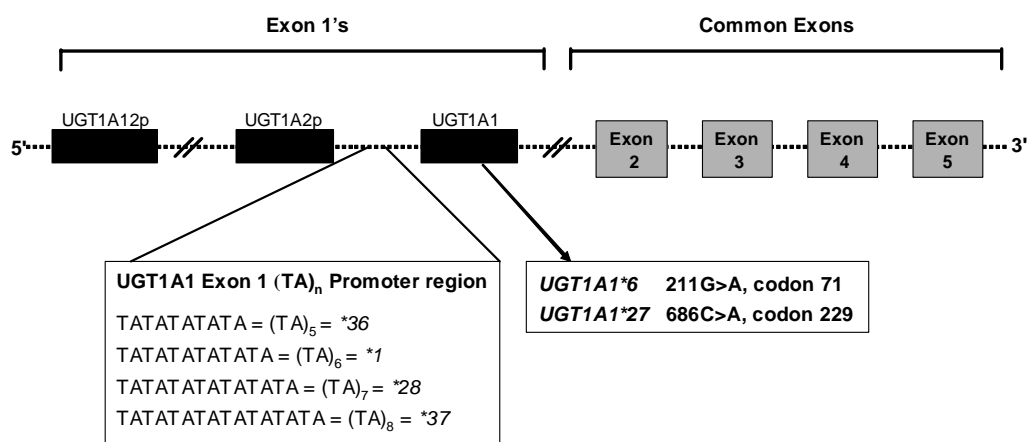 Exon 1's
Common Exons
UGT1A12p
UGT1A2p
UGT1A1
5'
Exon 2
Exon 3
Exon 4
Exon 5
3'
UGT1A1 Exon 1 (TA)n Promoter region
TATATATATA = (TA)5 = *36
TATATATATATA = (TA)6 = *1
TATATATATATATA = (TA)7 = *28
TATATATATATATATA = (TA)8 = *37
UGT1A1*6 211G>A, codon 71
UGT1A1*27 686C>A, codon 229